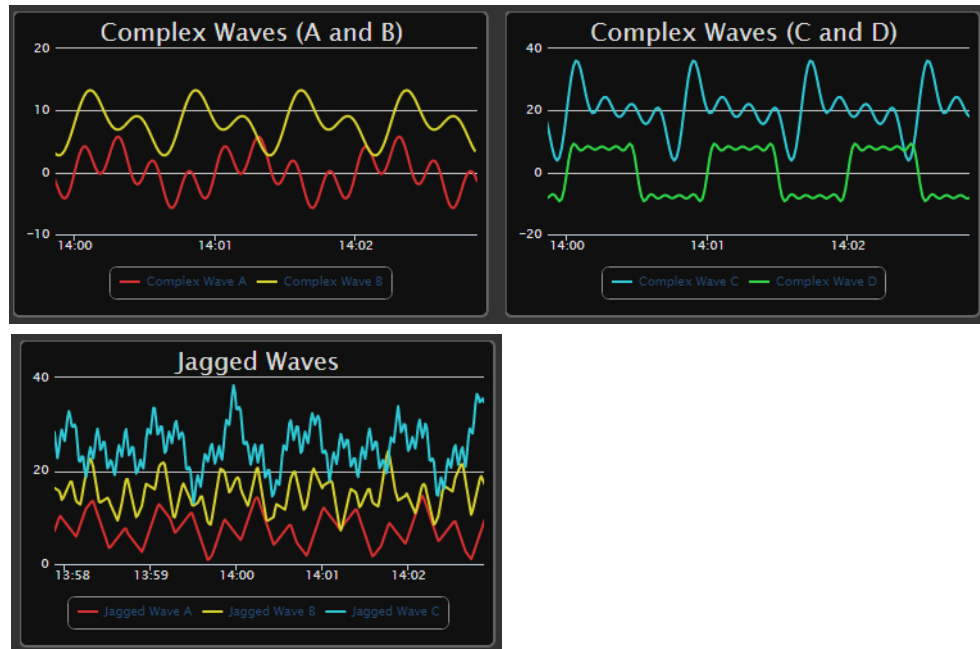 Complex Waves (A and B)
20
10
0
-10
14:00 14:01 14:02
Complex Wave A Complex Wave B
Complex Waves (C and D)
40
20
0
-20
14:00 14:01 14:02
Complex Wave C Complex Wave D
Jagged Waves
40
20
0
13:58 13:59 14:00 14:01 14:02
Jagged Wave A Jagged Wave B Jagged Wave C